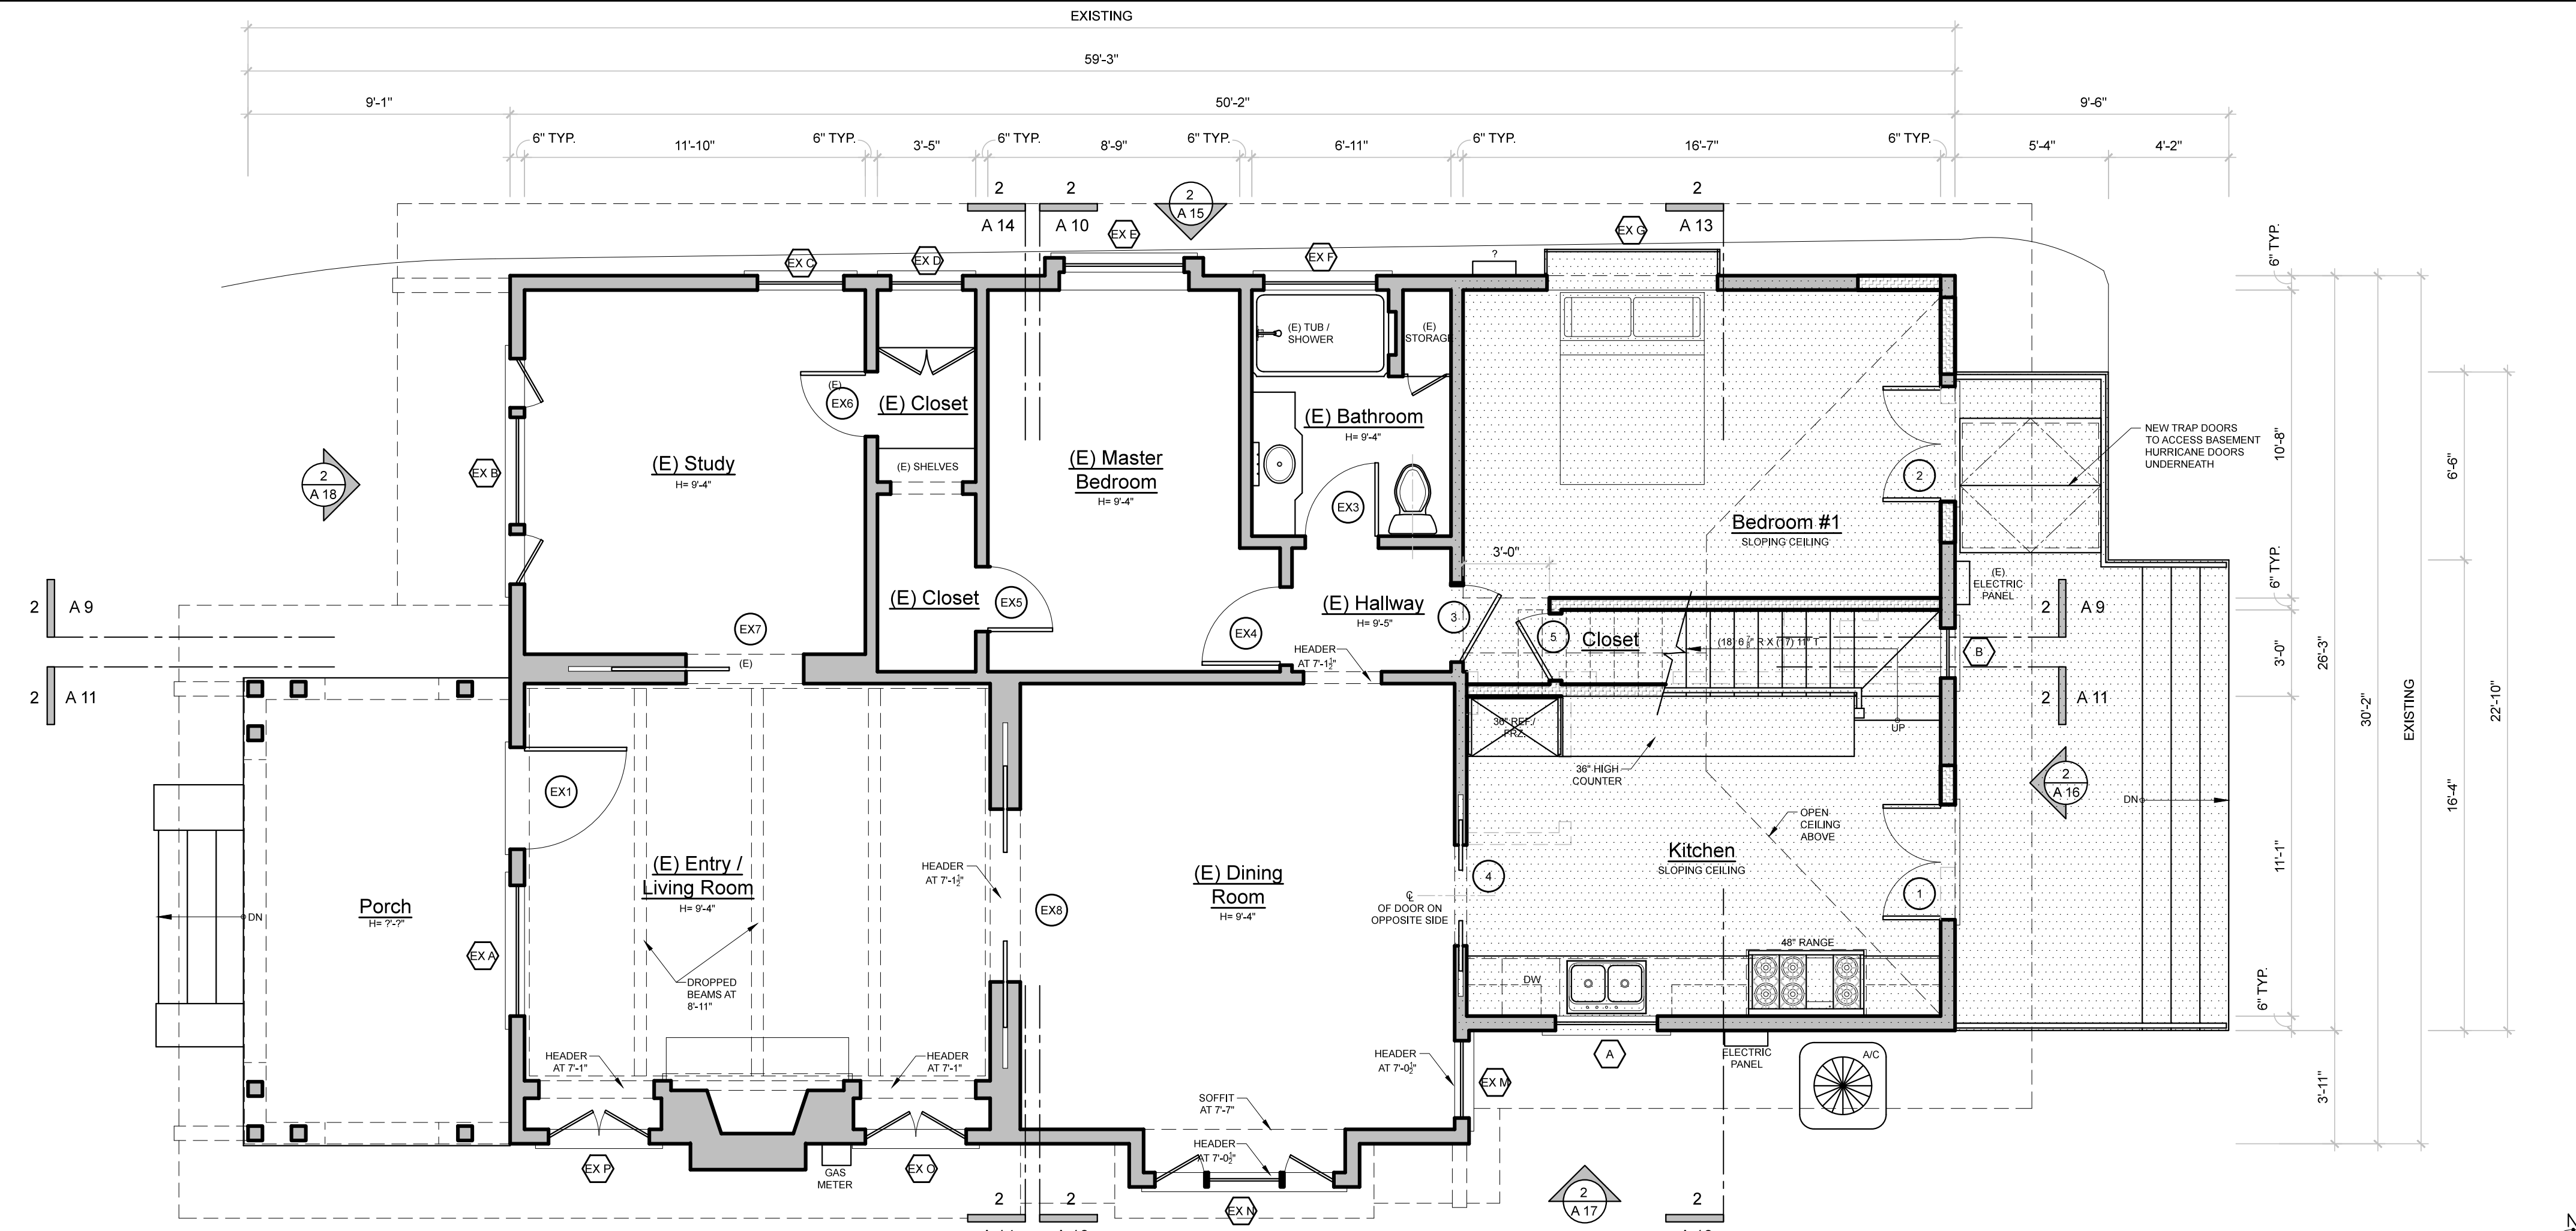 EXISTING
59'-3"
9'-1"
50'-2"
9'-6"
6" TYP.
11'-10"
6" TYP.
3'-5"
6" TYP.
8'-9"
6" TYP.
6'-11"
6" TYP.
16'-7"
6" TYP.
5'-4"
4'-2"
2
A 14
2
A 10
2
A 15
2
A 13
EX C
EX D
EX E
EX F
EX G
?
6" TYP.
(E) TUB /
SHOWER
(E)
STORAGE
(E)
EX6
(E) Closet
(E) Bathroom
H= 9'-4"
EX B
2
A 18
(E) Study
H= 9'-4"
(E) SHELVES
(E) Master
Bedroom
H= 9'-4"
EX3
2
NEW TRAP DOORS
TO ACCESS BASEMENT
HURRICANE DOORS
UNDERNEATH
10'-8"
6'-6"
Bedroom #1
SLOPING CEILING
3'-0"
6" TYP.
2
A 9
(E) Closet
EX5
EX7
(E)
EX4
(E) Hallway
H= 9'-5"
3
5
Closet
(18) 6 7/8" R X (17) 11" T
(E)
ELECTRIC
PANEL
2
A 9
B
3'-0"
26'-3"
HEADER
AT 7'-1½"
2
A 11
2
A 11
30'-2"
EXISTING
22'-10"
36" REF./
FRZ.
UP
36" HIGH
COUNTER
EX1
2
A 16
DN
16'-4"
OPEN
CEILING
ABOVE
Kitchen
SLOPING CEILING
11'-1"
(E) Entry /
Living Room
H= 9'-4"
HEADER
AT 7'-1½"
EX8
(E) Dining
Room
H= 9'-4"
4
1
℄
OF DOOR ON
OPPOSITE SIDE
Porch
H= ?'-?"
DN
EX A
DROPPED
BEAMS AT
8'-11"
48" RANGE
DW
6" TYP.
HEADER
AT 7'-1"
HEADER
AT 7'-1"
HEADER
AT 7'-0½"
EX M
A
ELECTRIC
PANEL
A/C
3'-11"
SOFFIT
AT 7'-7"
HEADER
AT 7'-0½"
EX P
GAS
METER
EX O
EX N
2
2
2
A 17
2
N